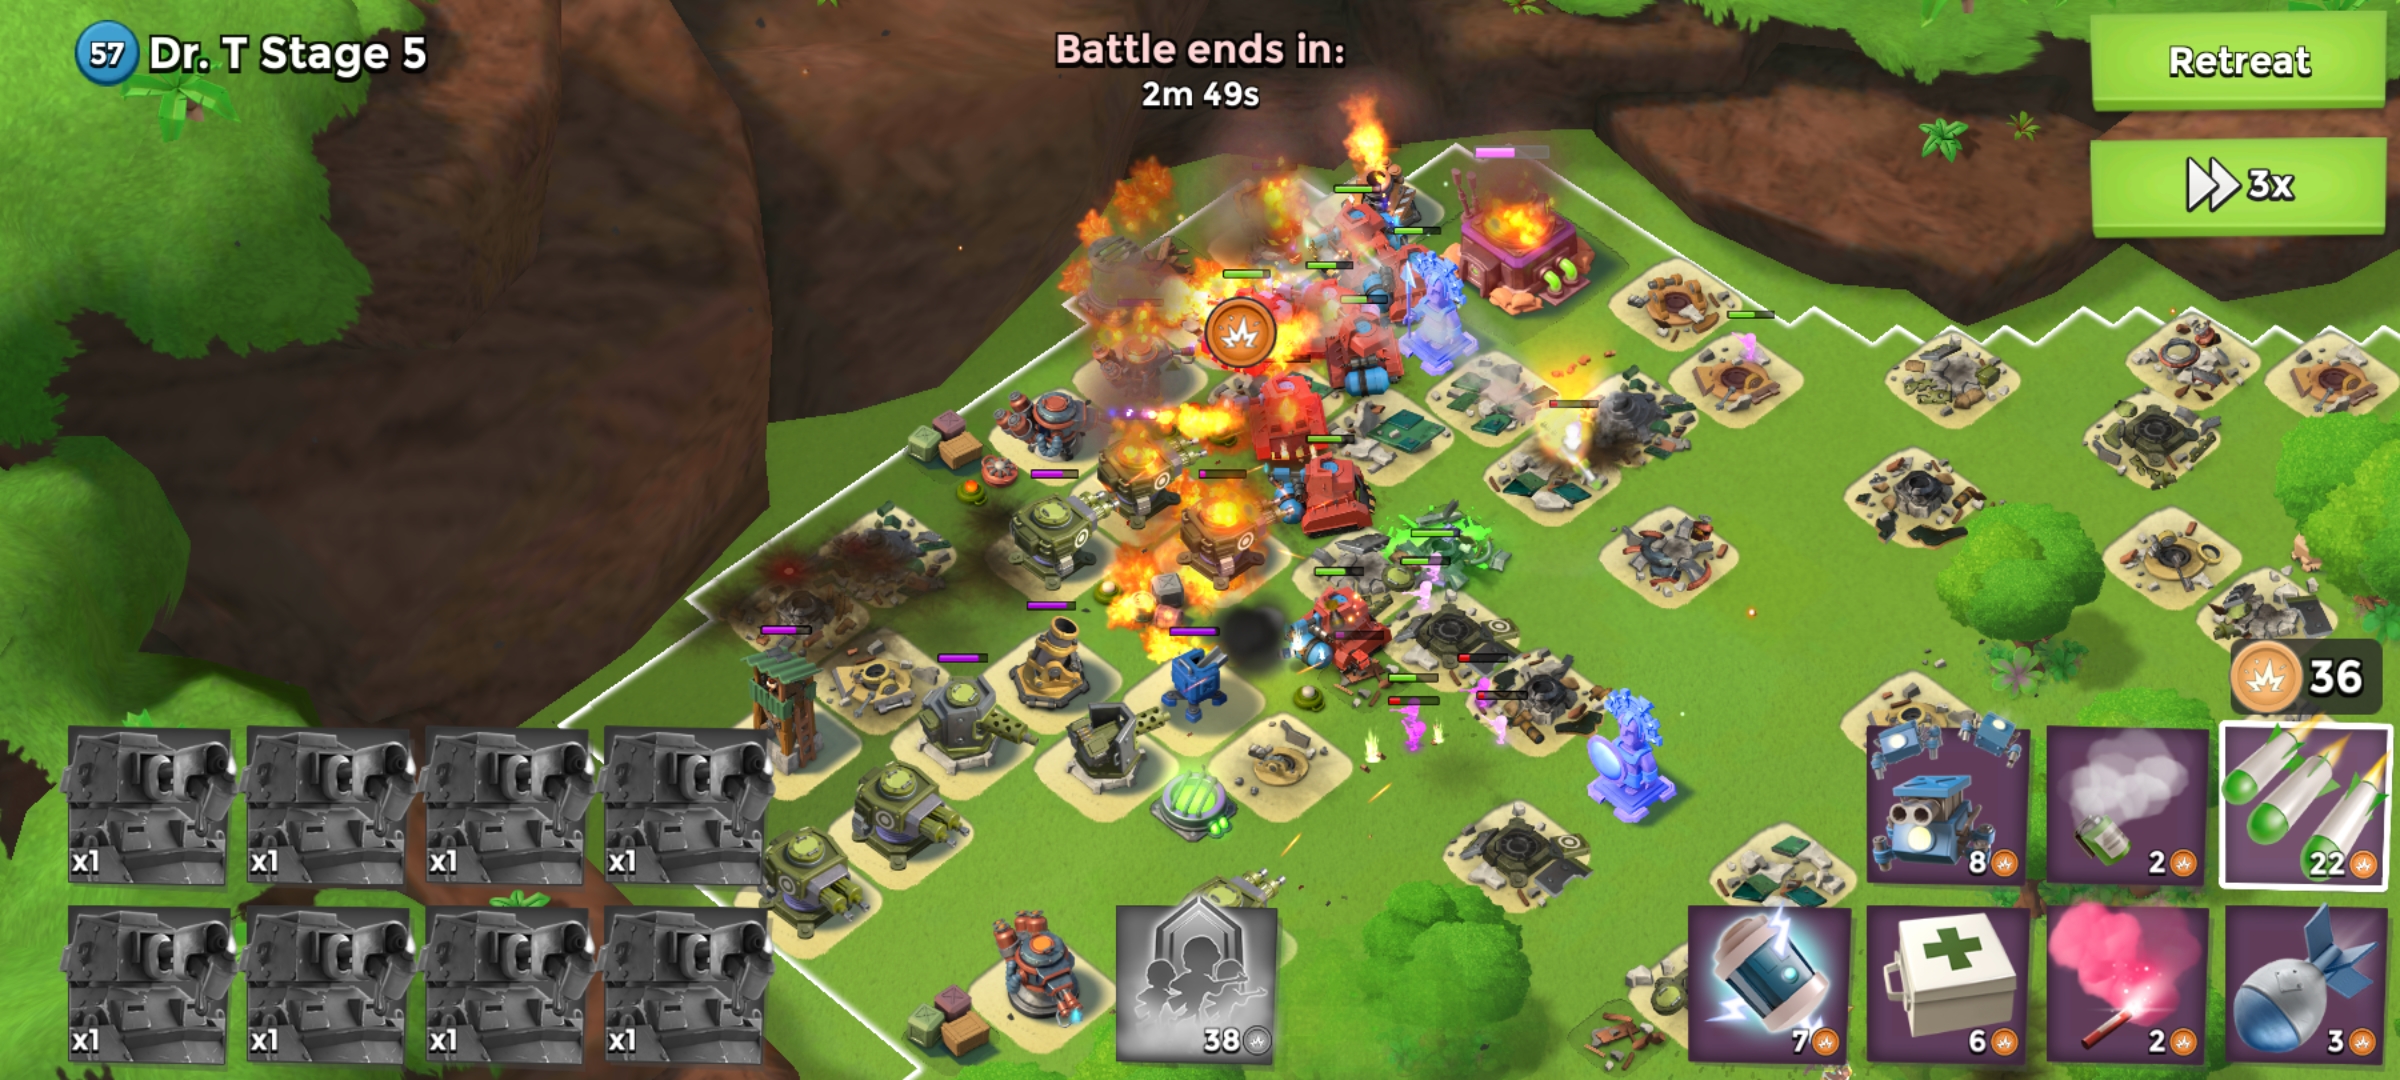 57 Dr. T Stage 5
Battle ends in:
2m 49s
Retreat
3x
36
x1
x1
x1
x1
8
2
22
x1
x1
x1
x1
38
7
6
2
3